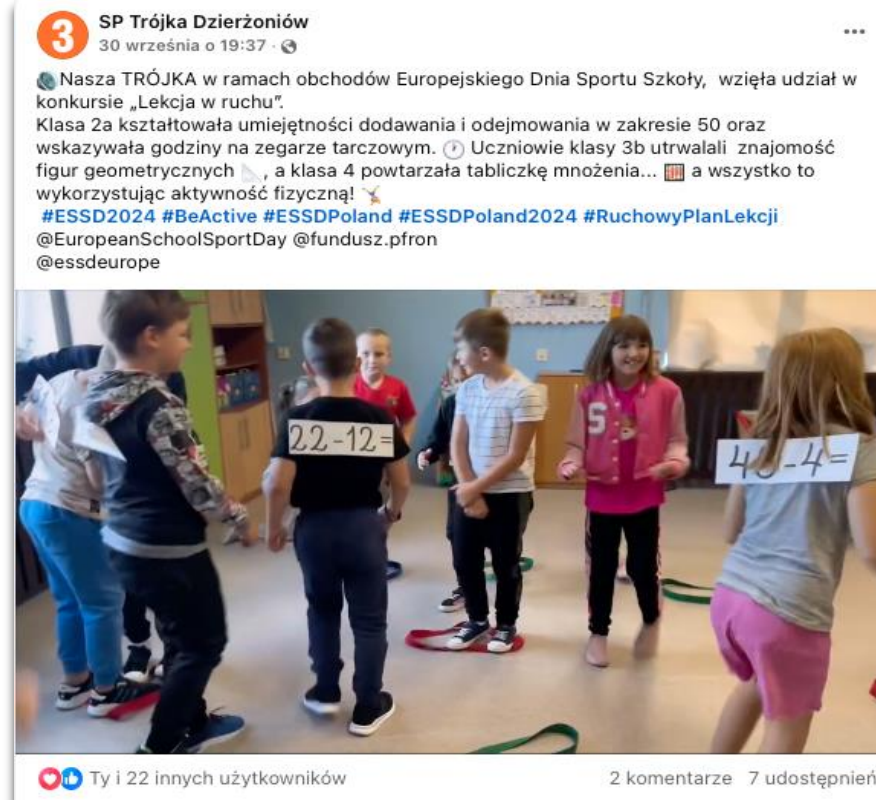 3
SP Trójka Dzierżoniów
30 września o 19:37 ·
Nasza TRÓJKA w ramach obchodów Europejskiego Dnia Sportu Szkoły, wzięła udział w
konkursie „Lekcja w ruchu”.
Klasa 2a kształtowała umiejętności dodawania i odejmowania w zakresie 50 oraz
wskazywała godziny na zegarze tarczowym. Uczniowie klasy 3b utrwalali znajomość
figur geometrycznych , a klasa 4 powtarzała tabliczkę mnożenia... a wszystko to
wykorzystując aktywność fizyczną!
#ESSD2024 #BeActive #ESSDPoland #ESSDPoland2024 #RuchowyPlanLekcji
@EuropeanSchoolSportDay @fundusz.pfron
@essdeurope
22-12=
S
-4=
Ty i 22 innych użytkowników
2 komentarze 7 udostępnień